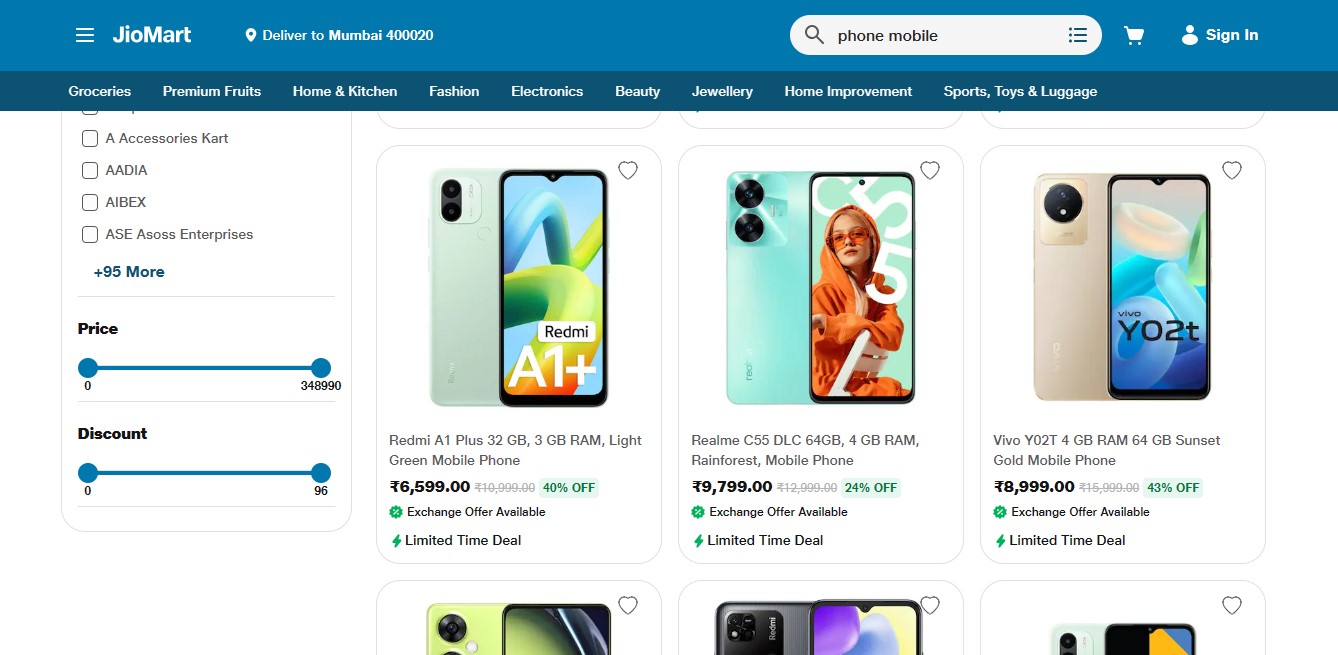 JioMart
Deliver to Mumbai 400020
phone mobile
Sign In
Groceries
Premium Fruits
Home & Kitchen
Fashion
Electronics
Beauty
Jewellery
Home Improvement
Sports, Toys & Luggage
A Accessories Kart
AADIA
AIBEX
ASE Asoss Enterprises
+95 More
Price
0
348990
Discount
0
96
Redmi
Redmi
A1+
Redmi A1 Plus 32 GB, 3 GB RAM, Light
Green Mobile Phone
₹6,599.00 ₹10,999.00 40% OFF
Exchange Offer Available
Limited Time Deal
C55
realme
Realme C55 DLC 64GB, 4 GB RAM,
Rainforest, Mobile Phone
₹9,799.00 ₹12,999.00 24% OFF
Exchange Offer Available
Limited Time Deal
vivo
vivo
Y02t
Vivo Y02T 4 GB RAM 64 GB Sunset
Gold Mobile Phone
₹8,999.00 ₹15,999.00 43% OFF
Exchange Offer Available
Limited Time Deal
Redmi